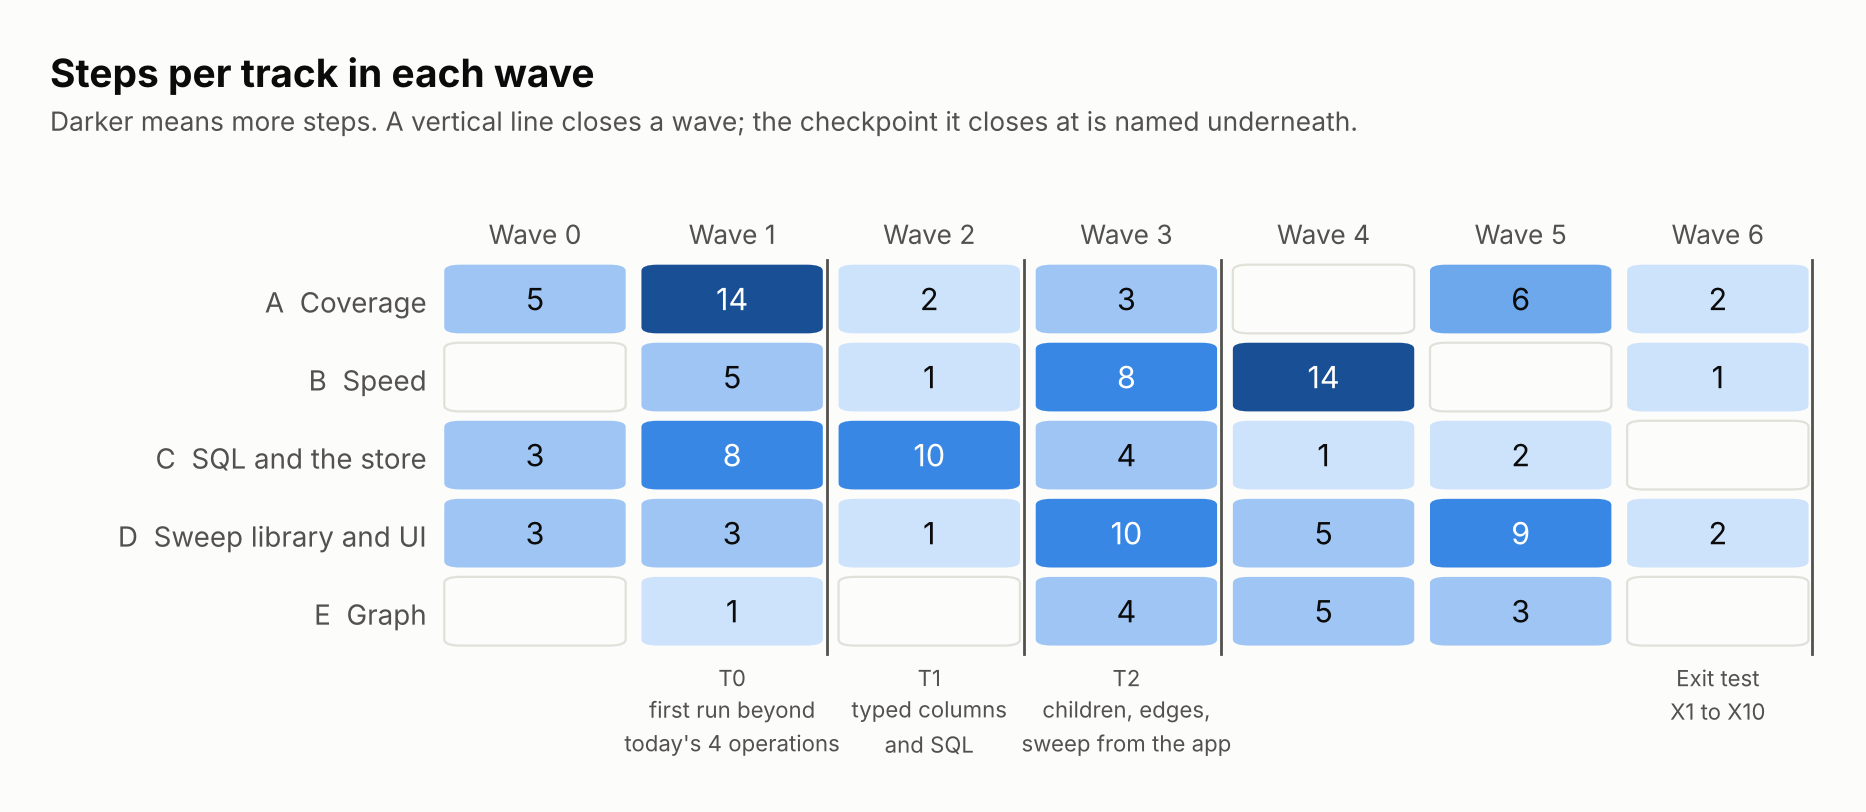 Steps per track in each wave
Darker means more steps. A vertical line closes a wave; the checkpoint it closes at is named underneath.
Wave 0 Wave 1 Wave 2 Wave 3 Wave 4 Wave 5 Wave 6
A Coverage 5 14 2 3 6 2
B Speed 5 1 8 14 1
C SQL and the store 3 8 10 4 1 2
D Sweep library and UI 3 3 1 10 5 9 2
E Graph 1 4 5 3
T0 T1 T2 Exit test
first run beyond typed columns children, edges, X1 to X10
today's 4 operations and SQL sweep from the app